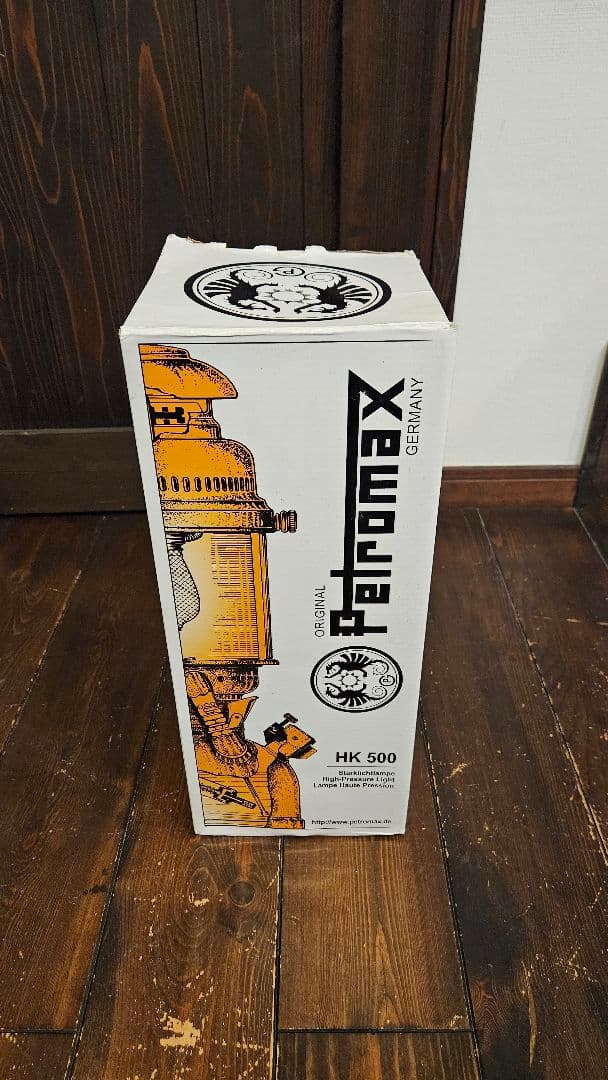 ORIGINAL
Petromax
GERMANY
HK 500
Starklichtlampe
High-Pressure Light
Lampe Haute Pression
http://www.petromax.de